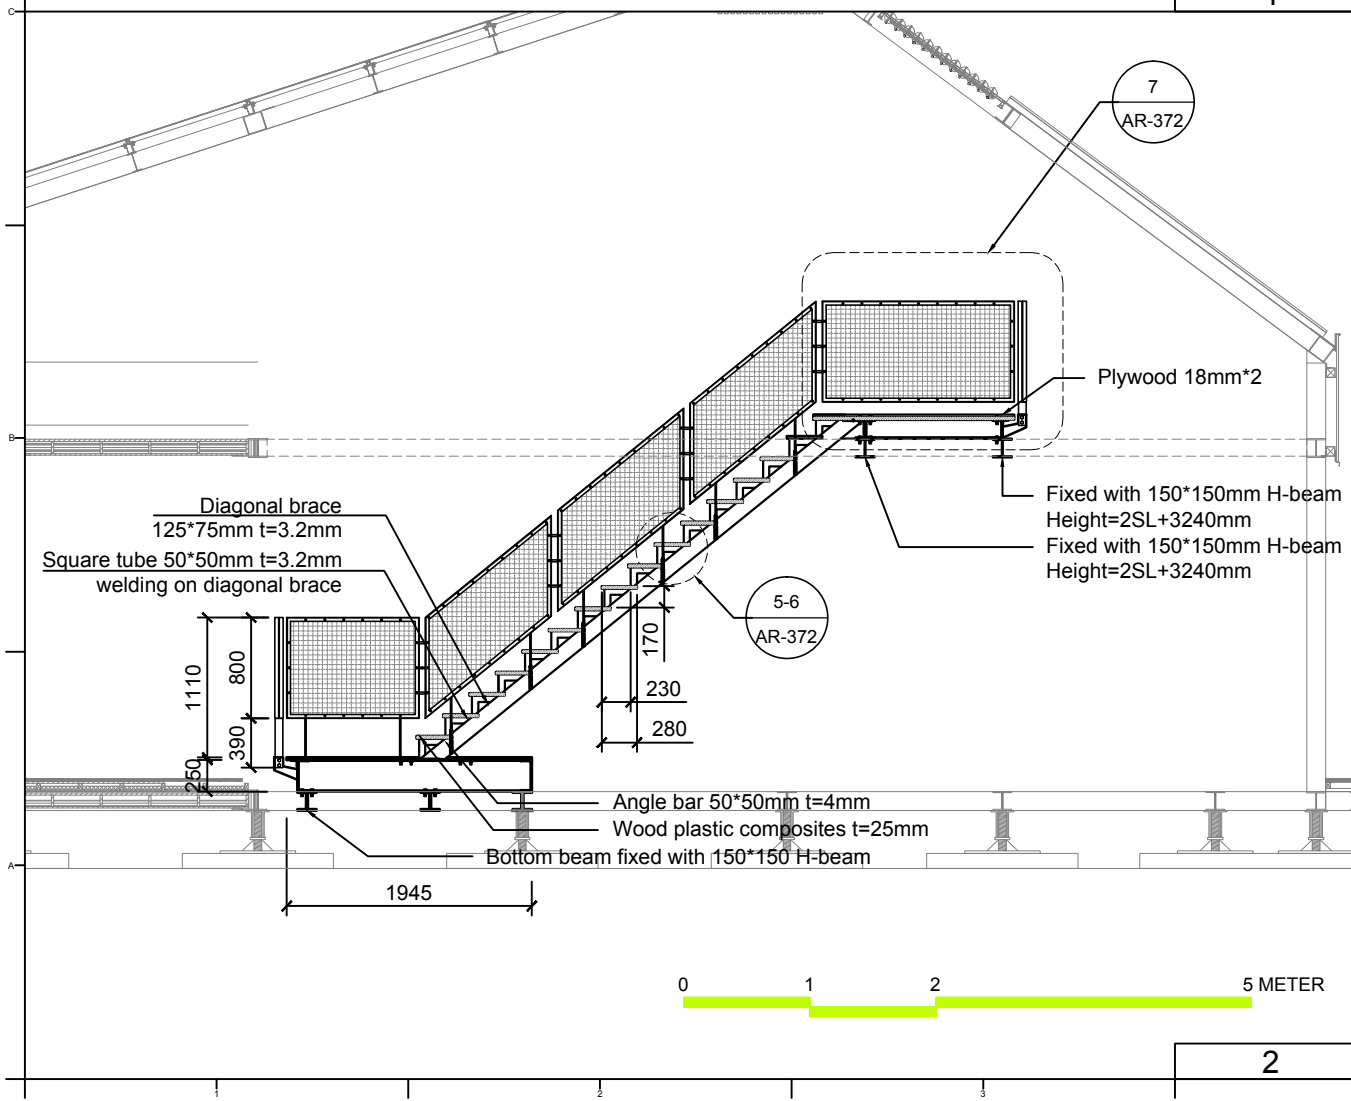 C
7
AR-372
Plywood 18mm*2
B
Fixed with 150*150mm H-beam
Height=2SL+3240mm
Fixed with 150*150mm H-beam
Height=2SL+3240mm
Diagonal brace
125*75mm t=3.2mm
Square tube 50*50mm t=3.2mm
welding on diagonal brace
5-6
AR-372
1110
800
390
250
170
230
280
Angle bar 50*50mm t=4mm
Wood plastic composites t=25mm
Bottom beam fixed with 150*150 H-beam
A
1945
0 1 2 5 METER
2
1 2 3